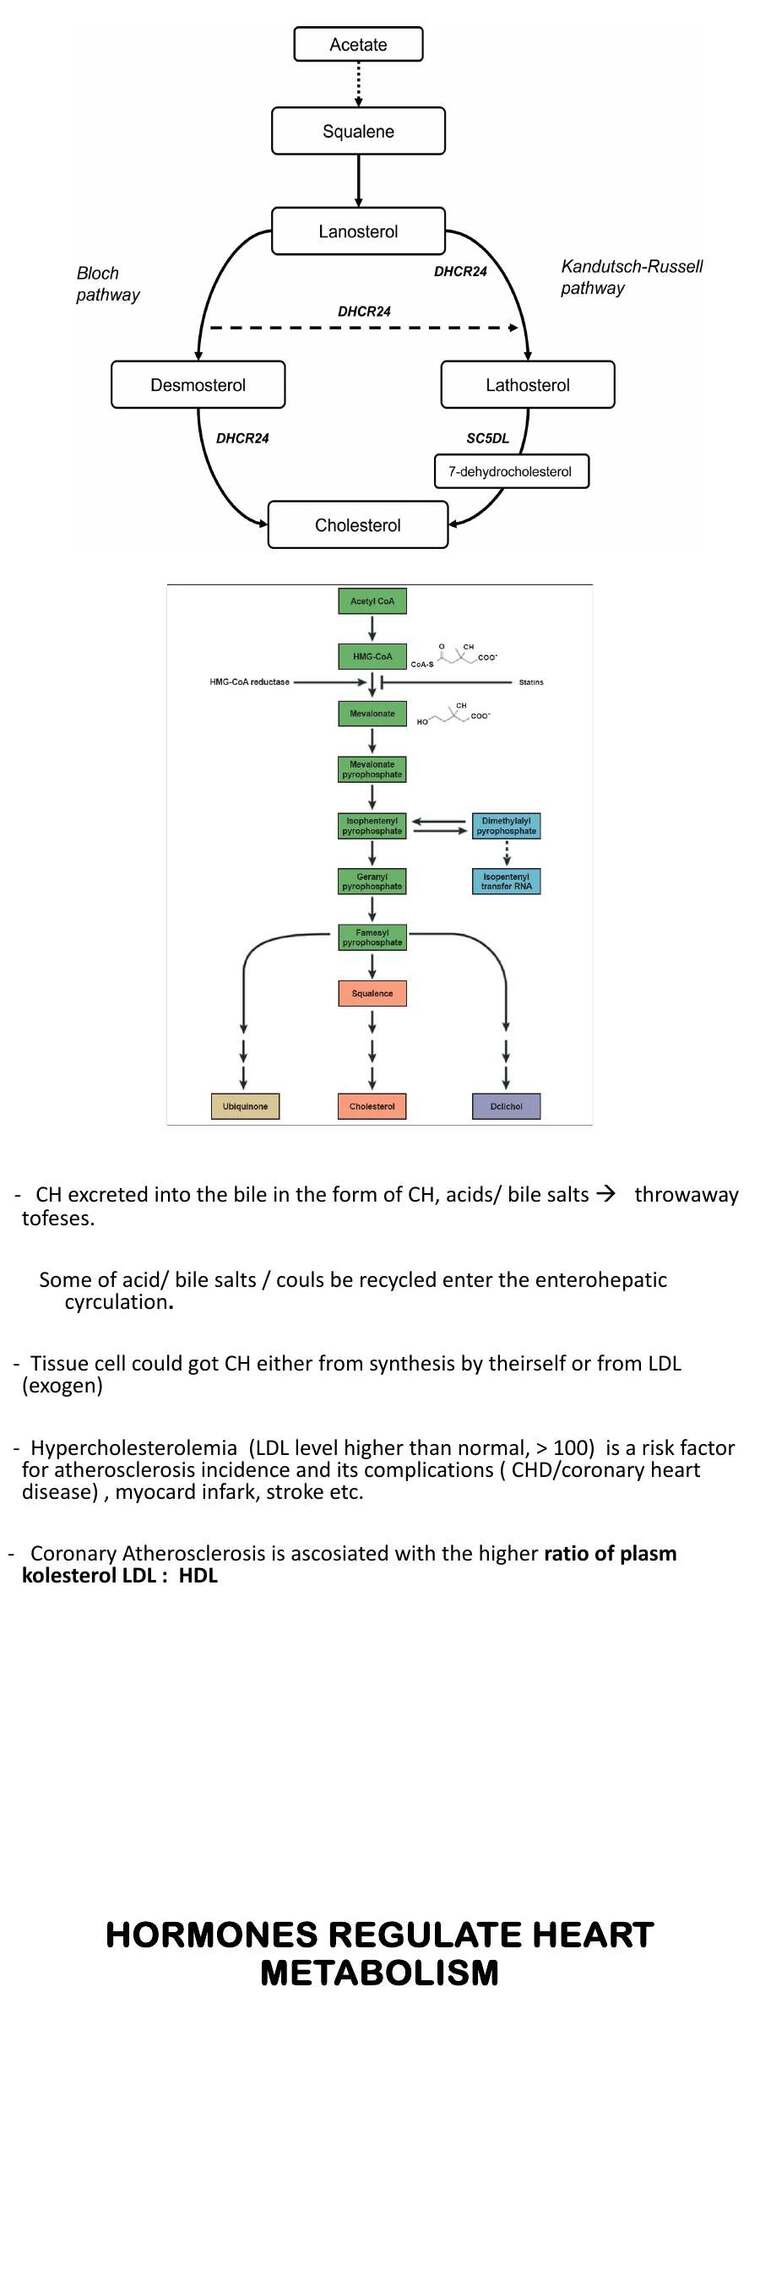 Acetate
Squalene
Lanosterol
Bloch
pathway
DHCR24
Kandutsch-Russell
pathway
DHCR24
Desmosterol
Lathosterol
DHCR24
SC5DL
7-dehydrocholesterol
Cholesterol
Acetyl CoA
HMG-CoA
CoA-S
O
CH
COO-
HMG-CoA reductase
Statins
Mevalonate
HO
CH
COO-
Mevalonate
pyrophosphate
Isophentenyl
pyrophosphate
Dimethylalyl
pyrophosphate
Geranyl
pyrophosphate
Isopentenyl
transfer RNA
Famesyl
pyrophosphate
Squalence
Ubiquinone
Cholesterol
Dclichol
- CH excreted into the bile in the form of CH, acids/ bile salts → throwaway
tofeses.
Some of acid/ bile salts / couls be recycled enter the enterohepatic
cyrculation.
- Tissue cell could got CH either from synthesis by theirself or from LDL
(exogen)
- Hypercholesterolemia (LDL level higher than normal, > 100) is a risk factor
for atherosclerosis incidence and its complications ( CHD/coronary heart
disease) , myocard infark, stroke etc.
- Coronary Atherosclerosis is ascosiated with the higher ratio of plasm
kolesterol LDL : HDL
HORMONES REGULATE HEART
METABOLISM